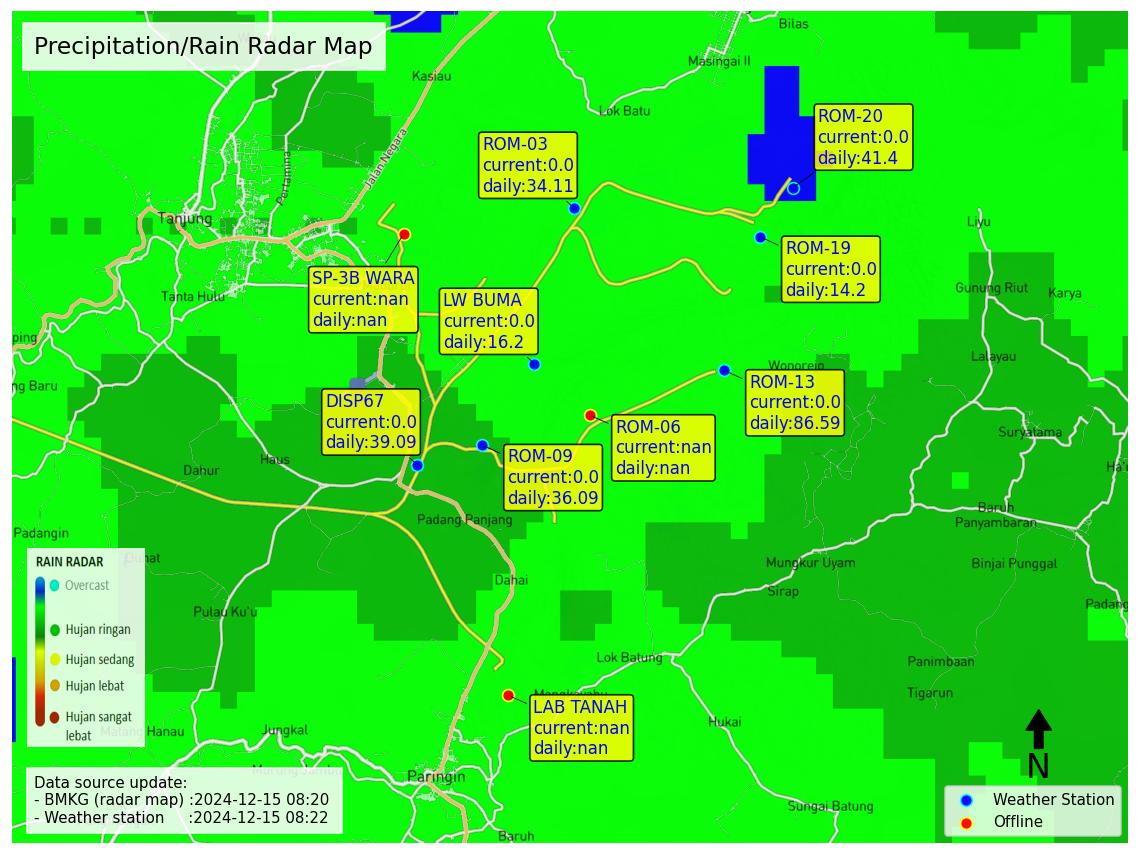 Precipitation/Rain Radar Map
Bilas
Masingai II
Kasiau
Lok Batu
ROM-20
current:0.0
daily:41.4
ROM-03
current:0.0
daily:34.11
Jalan Negara
Pertamina
Tanjung
Liyu
ROM-19
current:0.0
daily:14.2
SP-3B WARA
current:nan
daily:nan
Tanta Hulu
LW BUMA
current:0.0
daily:16.2
Gunung Riut
Karya
ping
Lalayau
Wonorejo
ng Baru
ROM-13
current:0.0
daily:86.59
DISP67
current:0.0
daily:39.09
ROM-06
current:nan
daily:nan
Suryatama
Haus
Dahur
ROM-09
current:0.0
daily:36.09
Baruh
Panyambaran
Padang Panjang
Padangin
Mungkur Uyam
Binjai Punggal
RAIN RADAR
Overcast
Hujan ringan
Hujan sedang
Hujan lebat
Hujan sangat
lebat
Dahai
Sirap
Padang
Pulau Ku'u
Lok Batung
Panimbaan
Tigarun
LAB TANAH
current:nan
daily:nan
Hukai
Jungkal
Manau
N
Paringin
Data source update:
- BMKG (radar map) :2024-12-15 08:20
- Weather station :2024-12-15 08:22
Sungai Batung
Baruh
Weather Station
Offline